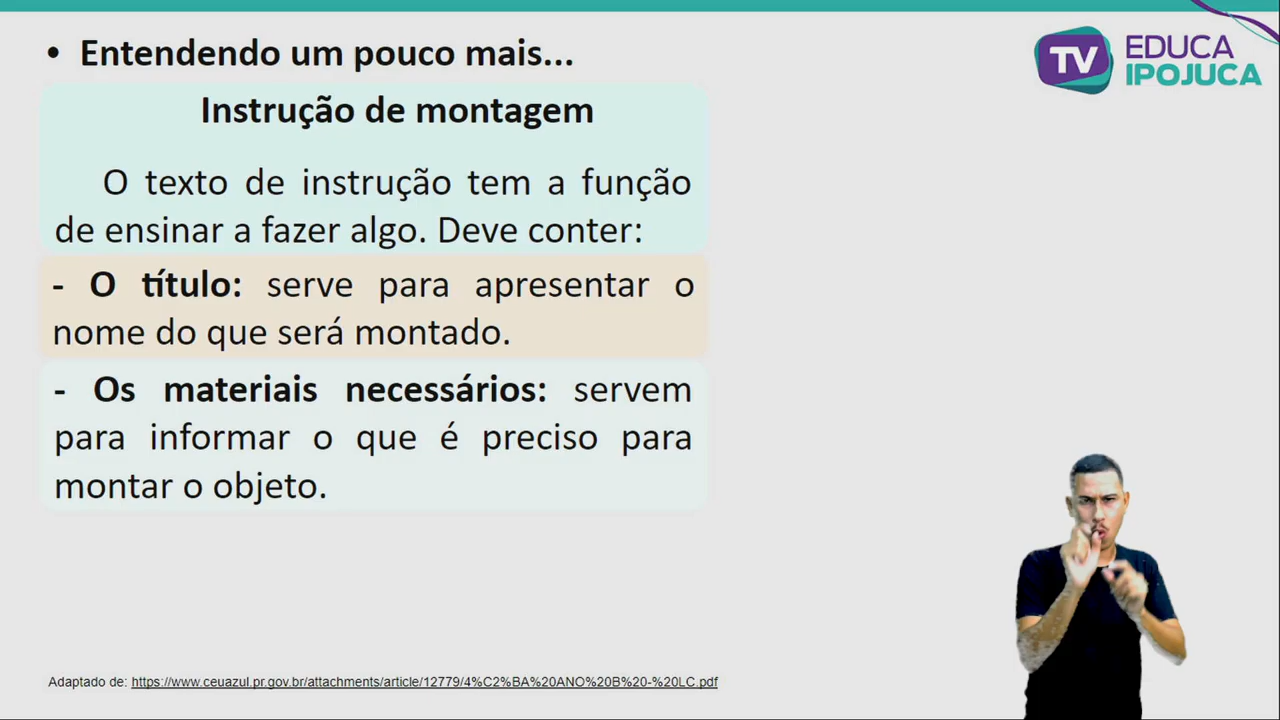 • Entendendo um pouco mais...
TV EDUCA
IPOJUCA
Instrução de montagem
O texto de instrução tem a função
de ensinar a fazer algo. Deve conter:
- O título: serve para apresentar o
nome do que será montado.
- Os materiais necessários: servem
para informar o que é preciso para
montar o objeto.
Adaptado de: https://www.ceuazul.pr.gov.br/attachments/article/12779/4%C2%BA%20ANO%20B%20-%20LC.pdf